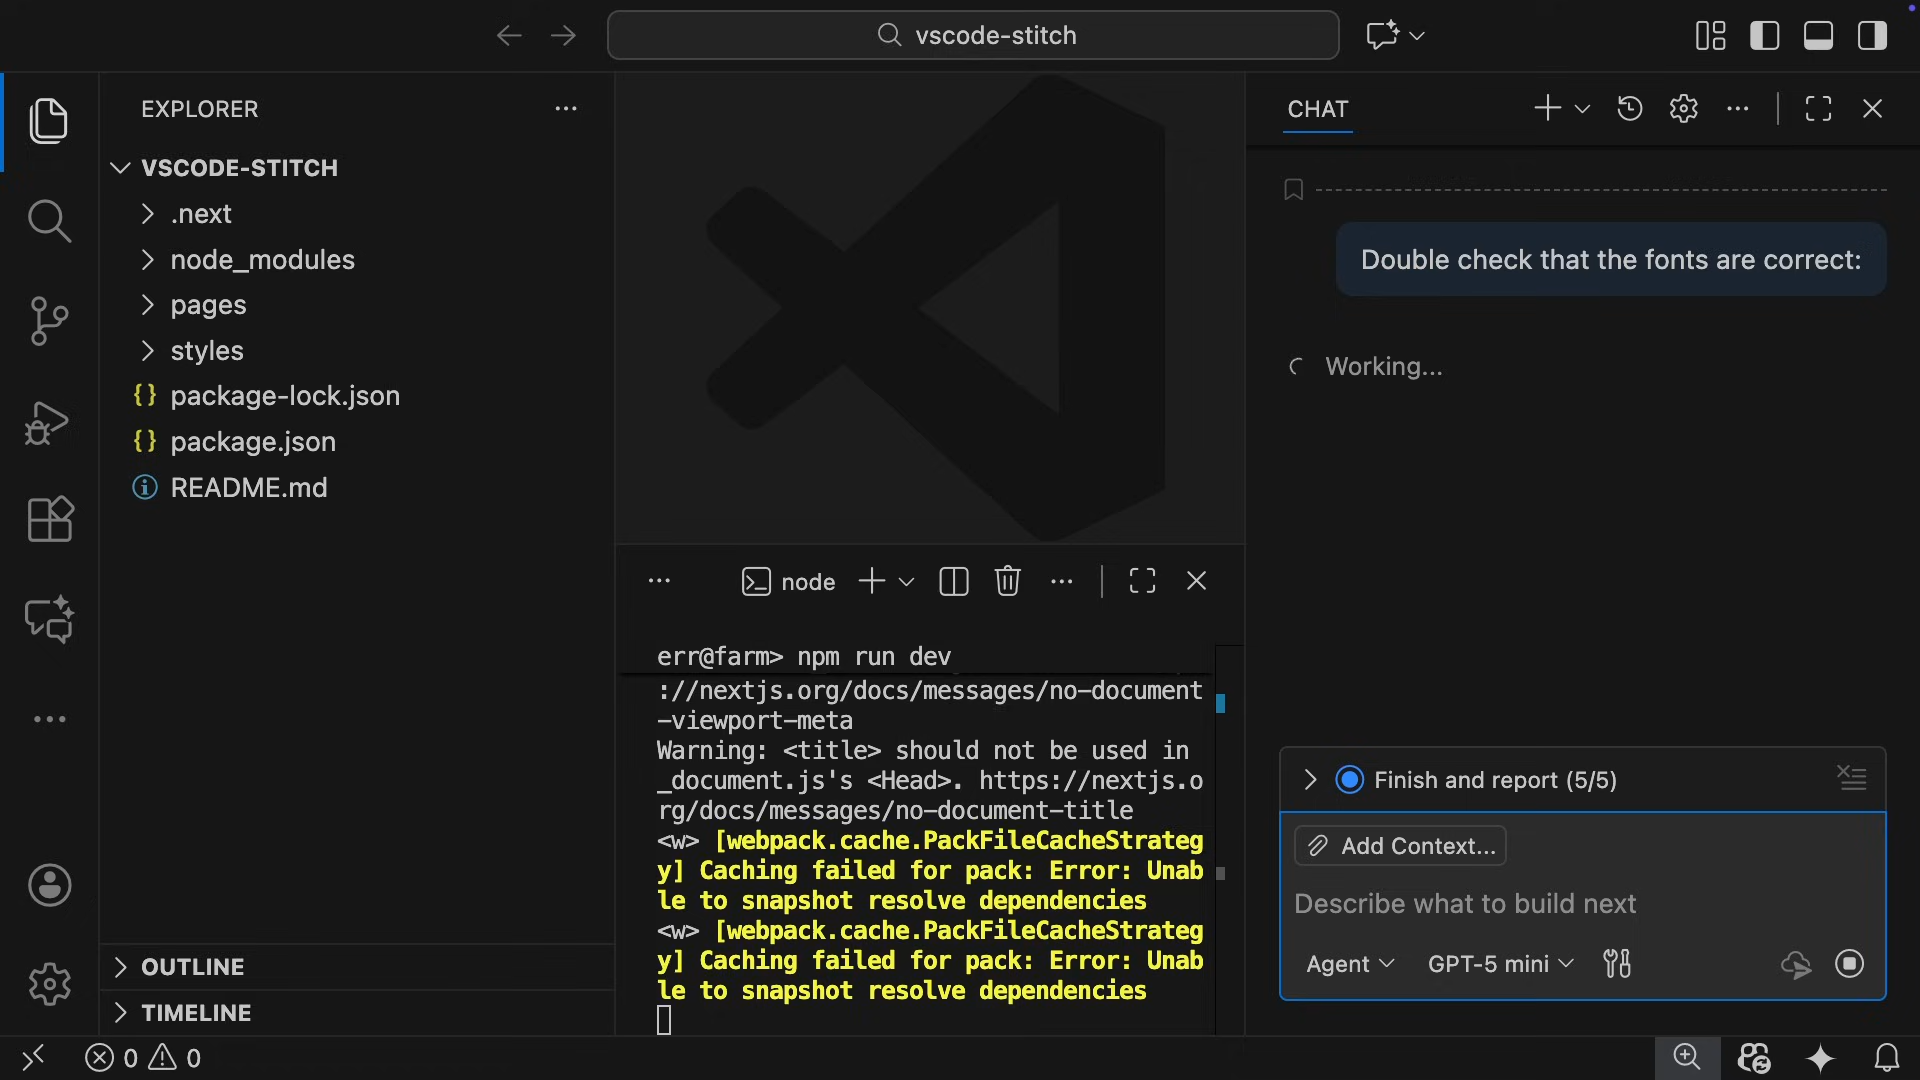 vscode-stitch
EXPLORER
VSCODE-STITCH
.next
node_modules
pages
styles
package-lock.json
package.json
README.md
OUTLINE
TIMELINE
node
err@farm> npm run dev
://nextjs.org/docs/messages/no-document
-viewport-meta
Warning: <title> should not be used in
_document.js's <Head>. https://nextjs.o
rg/docs/messages/no-document-title
<w> [webpack.cache.PackFileCacheStrateg
y] Caching failed for pack: Error: Unab
le to snapshot resolve dependencies
<w> [webpack.cache.PackFileCacheStrateg
y] Caching failed for pack: Error: Unab
le to snapshot resolve dependencies
CHAT
Double check that the fonts are correct:
Working...
Finish and report (5/5)
Add Context...
Describe what to build next
Agent GPT-5 mini
0 0